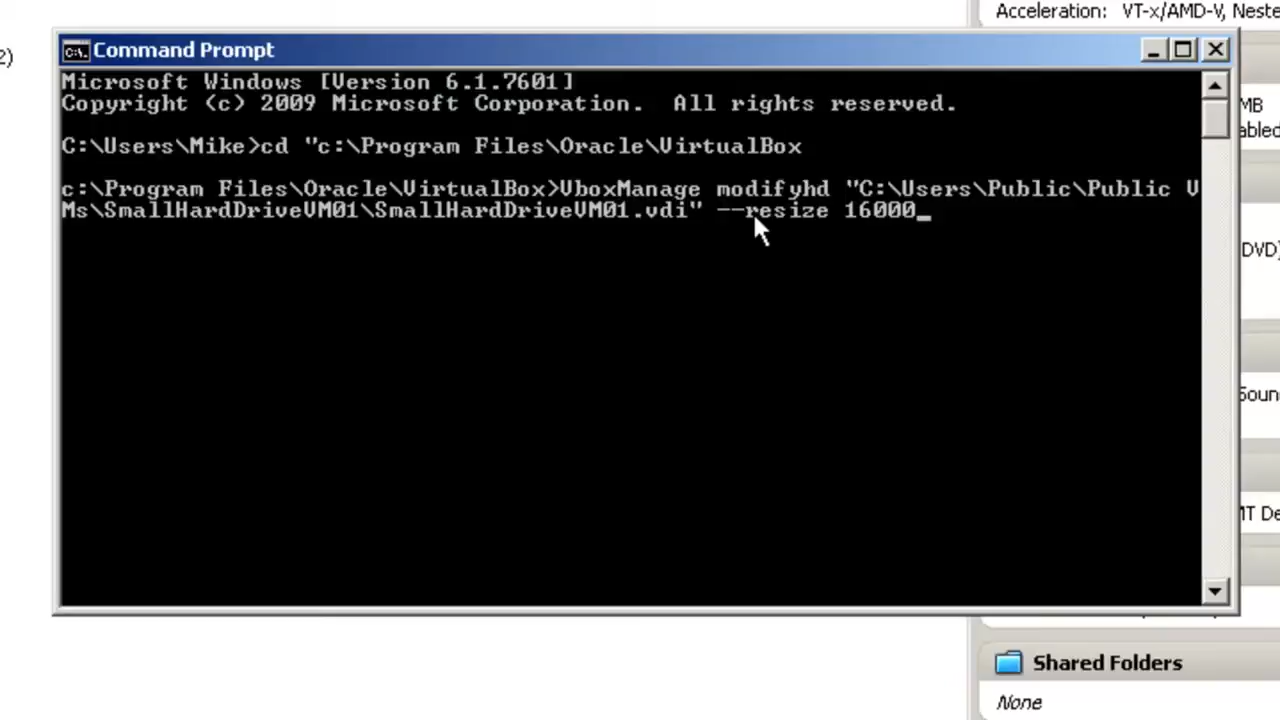 Acceleration: VT-x/AMD-V, Neste
2)
Command Prompt
Microsoft Windows [Version 6.1.7601]
Copyright (c) 2009 Microsoft Corporation.  All rights reserved.
MB
abled
C:\Users\Mike>cd "c:\Program Files\Oracle\VirtualBox
c:\Program Files\Oracle\VirtualBox>VboxManage modifyhd "C:\Users\Public\Public V
Ms\SmallHardDriveVM01\SmallHardDriveVM01.vdi" --resize 16000_
DVD)
Soun
MT De
Shared Folders
None